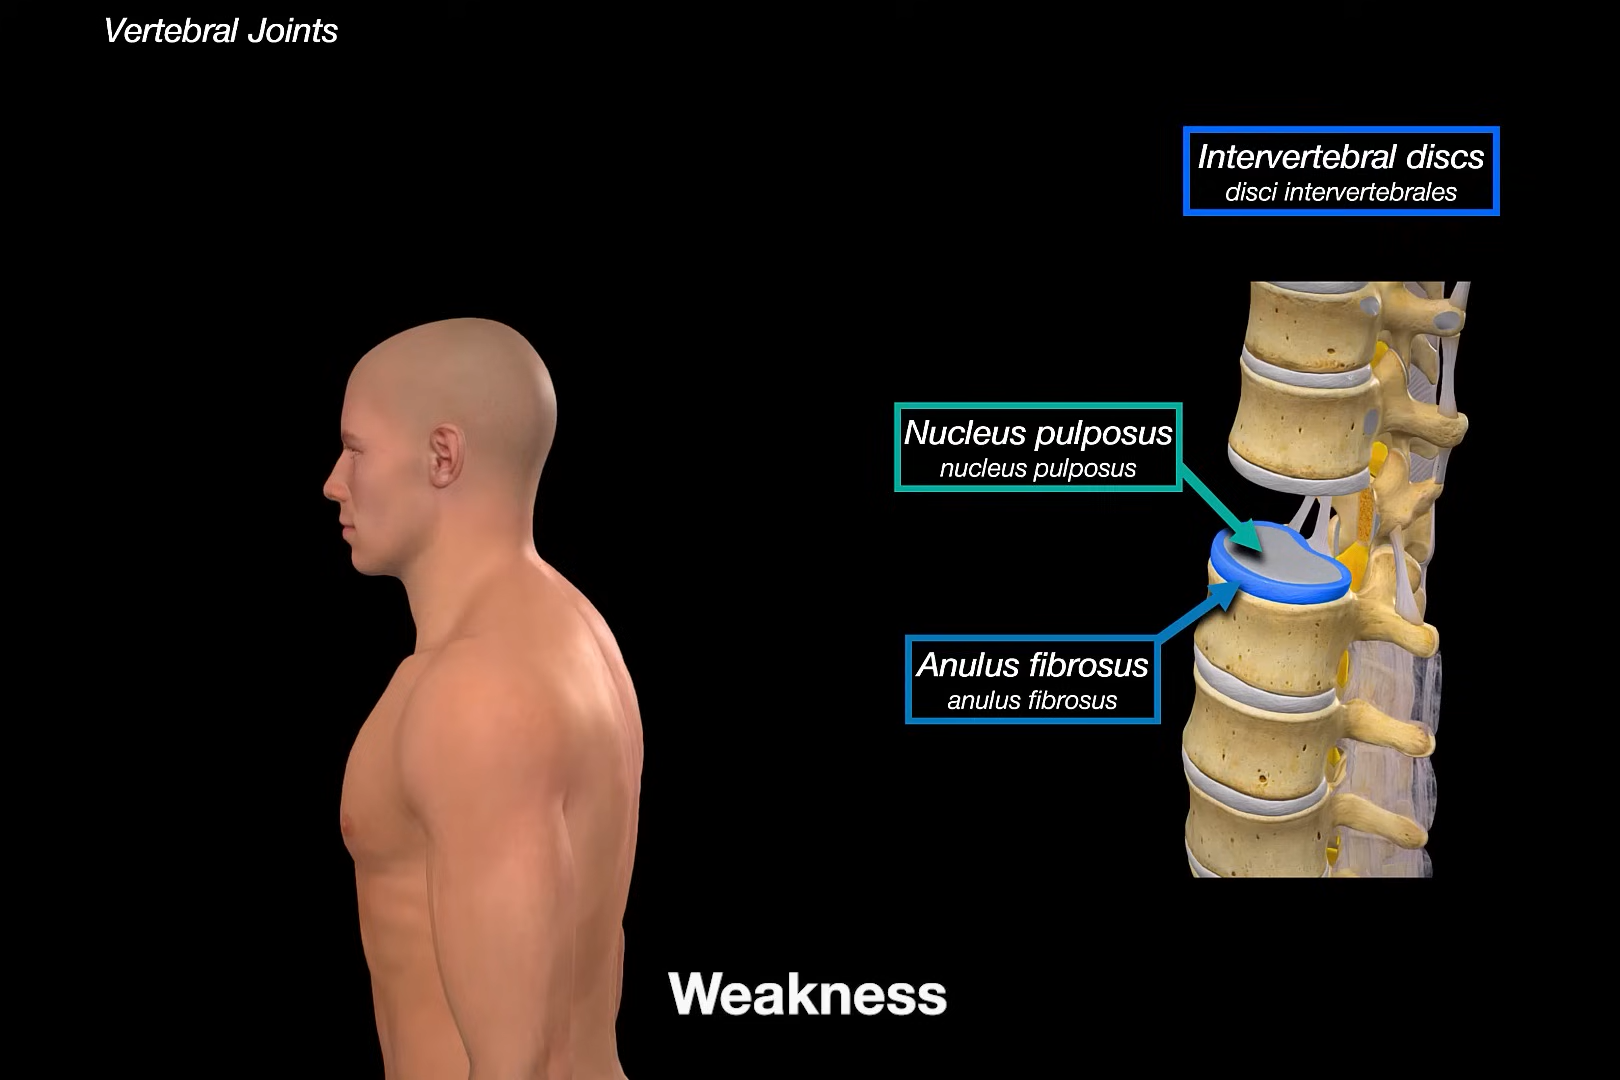 Vertebral Joints
Intervertebral discs
disci intervertebrales
Nucleus pulposus
nucleus pulposus
Anulus fibrosus
anulus fibrosus
Weakness